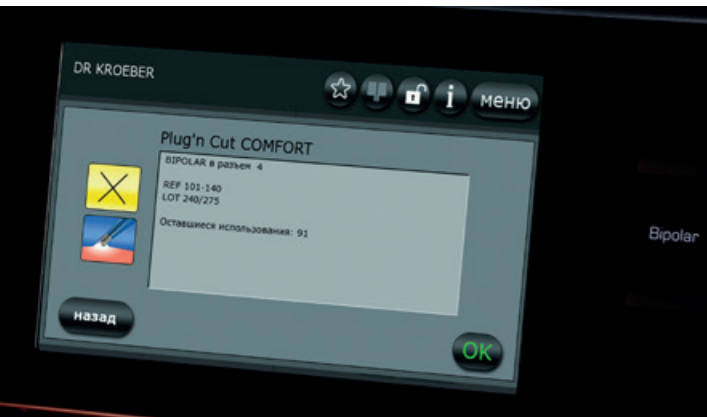 DR KROEBER
меню
Plug'n Cut COMFORT
BIPOLAR в разъем 4
REF 101-140
LOT 240/275
Оставшиеся использования: 91
Bipolar
назад
OK